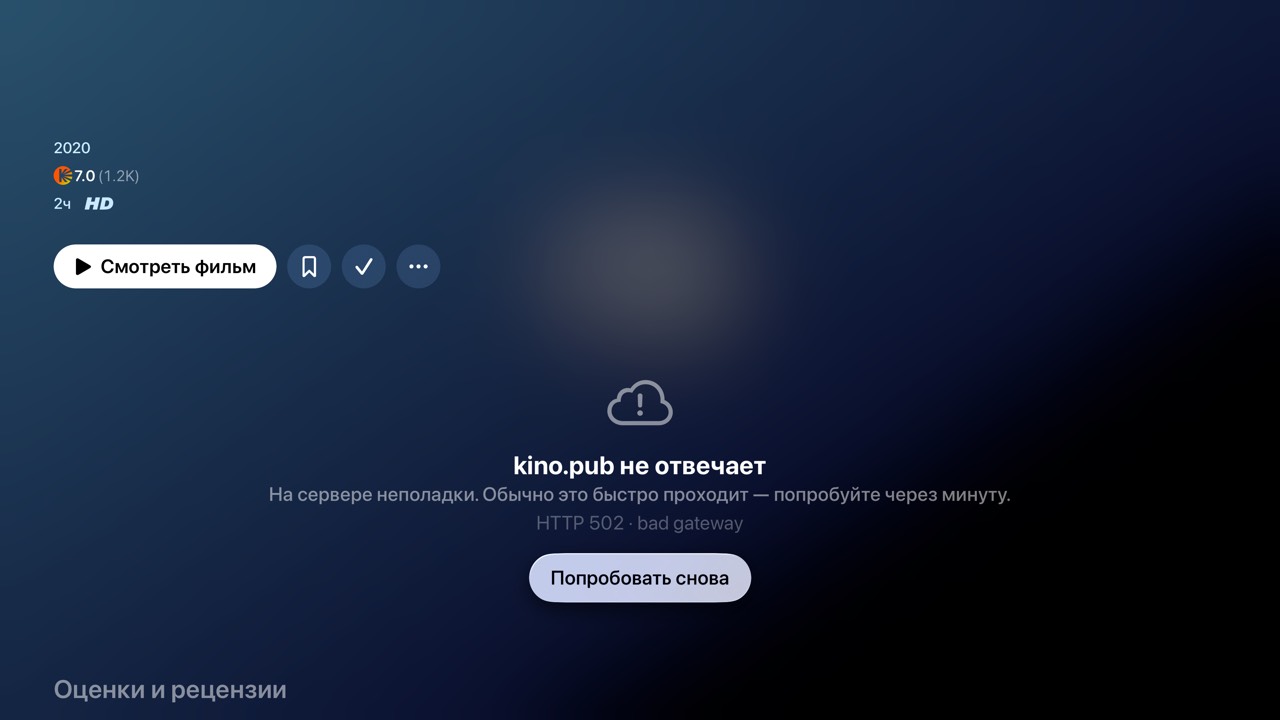 2020
7.0 (1.2K)
2ч HD
Смотреть фильм
kino.pub не отвечает
На сервере неполадки. Обычно это быстро проходит — попробуйте через минуту.
HTTP 502 · bad gateway
Попробовать снова
Оценки и рецензии